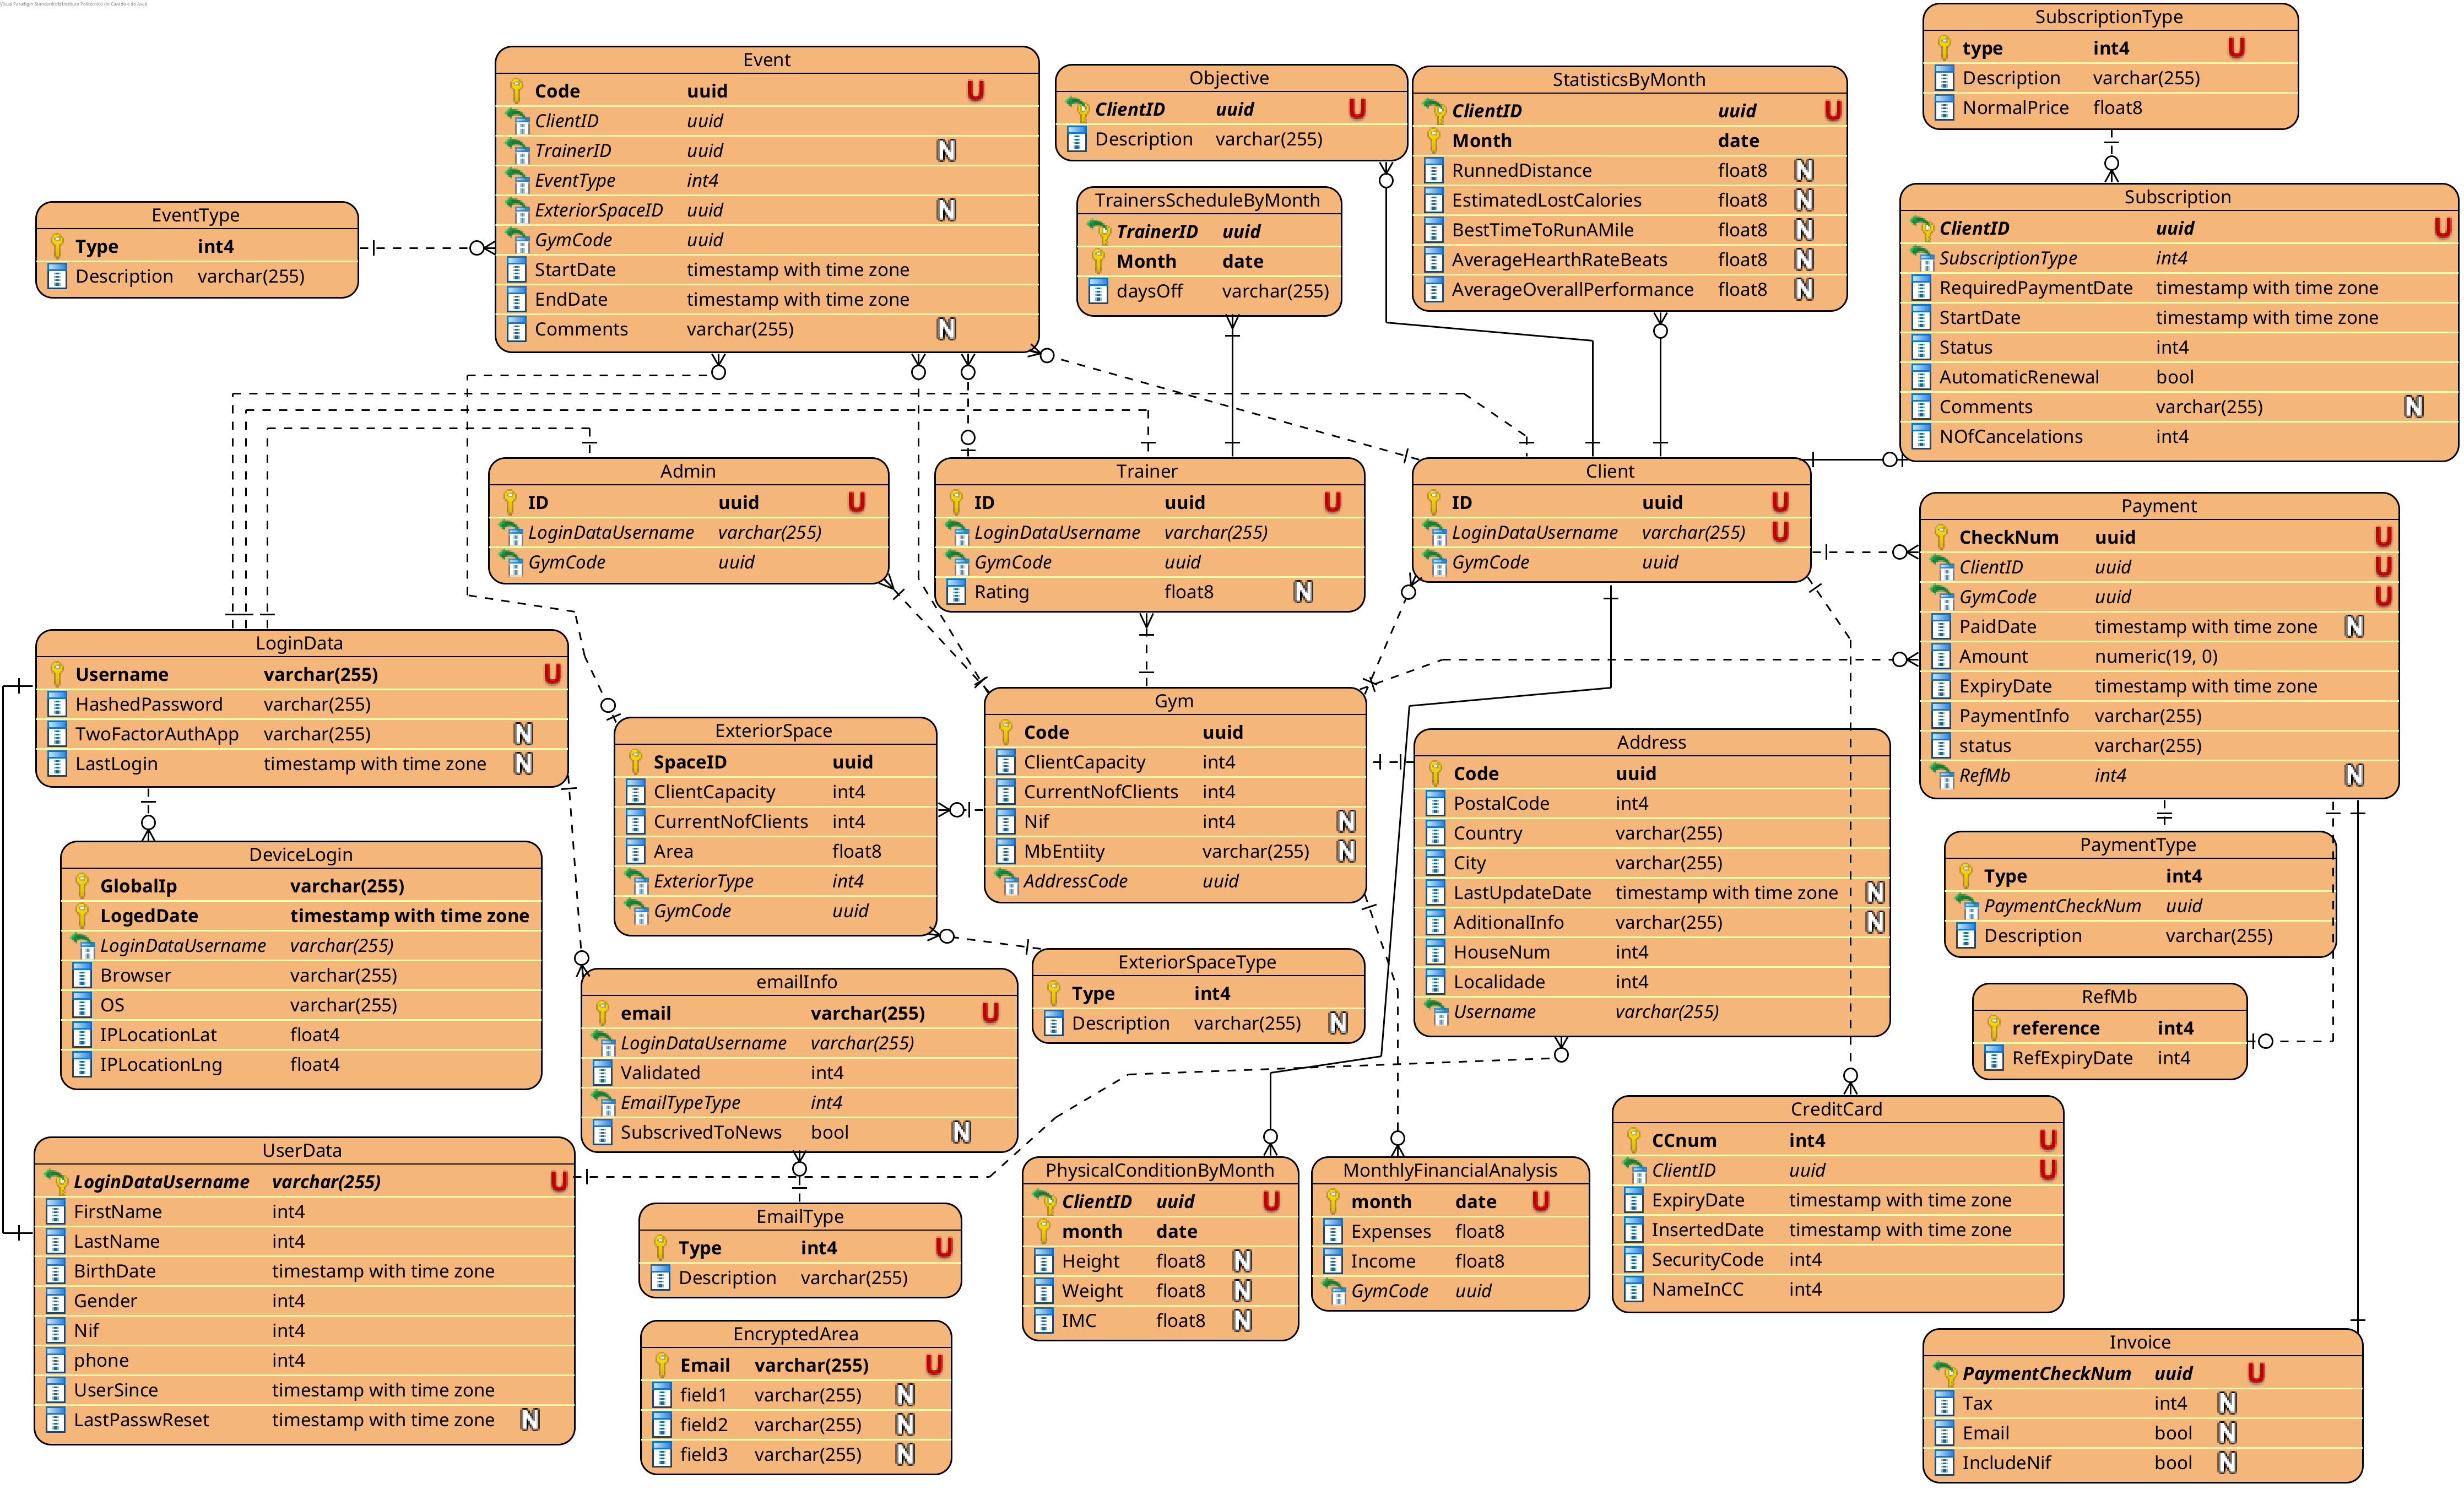 Visual Paradigm Standard(db(Instituto Politecnico do Cavado e do Ave))
SubscriptionType
type int4 U
Description varchar(255)
NormalPrice float8
Event
Code uuid U
ClientID uuid
TrainerID uuid N
EventType int4
ExteriorSpaceID uuid N
GymCode uuid
StartDate timestamp with time zone
EndDate timestamp with time zone
Comments varchar(255) N
Objective
ClientID uuid U
Description varchar(255)
StatisticsByMonth
ClientID uuid U
Month date
RunnedDistance float8 N
EstimatedLostCalories float8 N
BestTimeToRunAMile float8 N
AverageHearthRateBeats float8 N
AverageOverallPerformance float8 N
TrainersScheduleByMonth
TrainerID uuid
Month date
daysOff varchar(255)
EventType
Type int4
Description varchar(255)
Subscription
ClientID uuid U
SubscriptionType int4
RequiredPaymentDate timestamp with time zone
StartDate timestamp with time zone
Status int4
AutomaticRenewal bool
Comments varchar(255) N
NOfCancelations int4
Admin
ID uuid U
LoginDataUsername varchar(255)
GymCode uuid
Trainer
ID uuid U
LoginDataUsername varchar(255)
GymCode uuid
Rating float8 N
Client
ID uuid U
LoginDataUsername varchar(255) U
GymCode uuid
Payment
CheckNum uuid U
ClientID uuid U
GymCode uuid U
PaidDate timestamp with time zone N
Amount numeric(19, 0)
ExpiryDate timestamp with time zone
PaymentInfo varchar(255)
status varchar(255)
RefMb int4 N
LoginData
Username varchar(255) U
HashedPassword varchar(255)
TwoFactorAuthApp varchar(255) N
LastLogin timestamp with time zone N
ExteriorSpace
SpaceID uuid
ClientCapacity int4
CurrentNofClients int4
Area float8
ExteriorType int4
GymCode uuid
Gym
Code uuid
ClientCapacity int4
CurrentNofClients int4
Nif int4 N
MbEntiity varchar(255) N
AddressCode uuid
Address
Code uuid
PostalCode int4
Country varchar(255)
City varchar(255)
LastUpdateDate timestamp with time zone N
AditionalInfo varchar(255) N
HouseNum int4
Localidade int4
Username varchar(255)
PaymentType
Type int4
PaymentCheckNum uuid
Description varchar(255)
DeviceLogin
GlobalIp varchar(255)
LogedDate timestamp with time zone
LoginDataUsername varchar(255)
Browser varchar(255)
OS varchar(255)
IPLocationLat float4
IPLocationLng float4
emailInfo
email varchar(255) U
LoginDataUsername varchar(255)
Validated int4
EmailTypeType int4
SubscrivedToNews bool N
ExteriorSpaceType
Type int4
Description varchar(255) N
RefMb
reference int4
RefExpiryDate int4
CreditCard
CCnum int4 U
ClientID uuid U
ExpiryDate timestamp with time zone
InsertedDate timestamp with time zone
SecurityCode int4
NameInCC int4
UserData
LoginDataUsername varchar(255) U
FirstName int4
LastName int4
BirthDate timestamp with time zone
Gender int4
Nif int4
phone int4
UserSince timestamp with time zone
LastPasswReset timestamp with time zone N
EmailType
Type int4 U
Description varchar(255)
PhysicalConditionByMonth
ClientID uuid U
month date
Height float8 N
Weight float8 N
IMC float8 N
MonthlyFinancialAnalysis
month date U
Expenses float8
Income float8
GymCode uuid
EncryptedArea
Email varchar(255) U
field1 varchar(255) N
field2 varchar(255) N
field3 varchar(255) N
Invoice
PaymentCheckNum uuid U
Tax int4 N
Email bool N
IncludeNif bool N